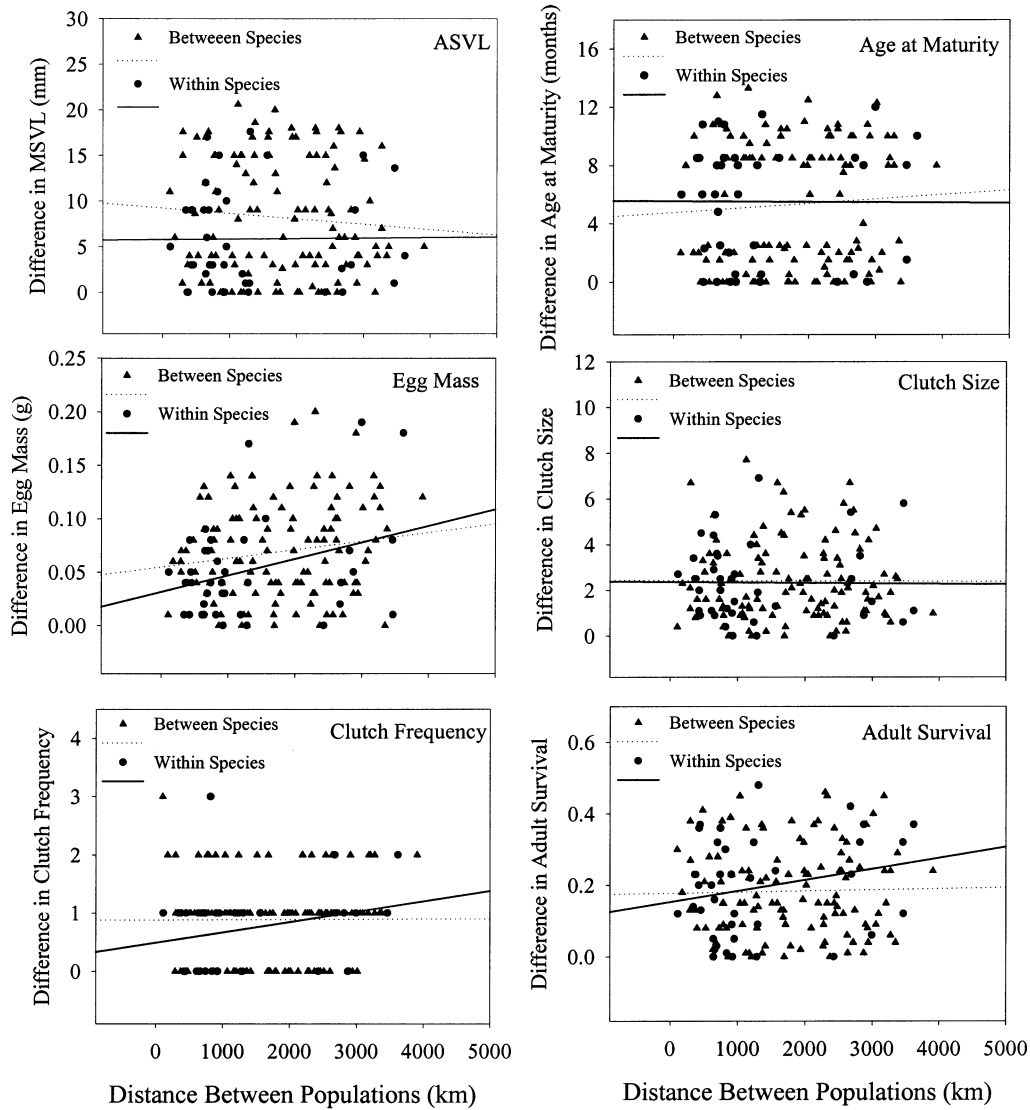 ASVL
Betweeen Species
Within Species
Difference in MSVL (mm)
30
25
20
15
10
5
0
Age at Maturity
Between Species
Within Species
Difference in Age at Maturity (months)
16
12
8
4
0
Egg Mass
Between Species
Within Species
Difference in Egg Mass (g)
0.25
0.20
0.15
0.10
0.05
0.00
Clutch Size
Between Species
Within Species
Difference in Clutch Size
12
10
8
6
4
2
0
Clutch Frequency
Between Species
Within Species
Difference in Clutch Frequency
4
3
2
1
0
0 1000 2000 3000 4000 5000
Distance Between Populations (km)
Adult Survival
Between Species
Within Species
Difference in Adult Survival
0.6
0.4
0.2
0.0
0 1000 2000 3000 4000 5000
Distance Between Populations (km)